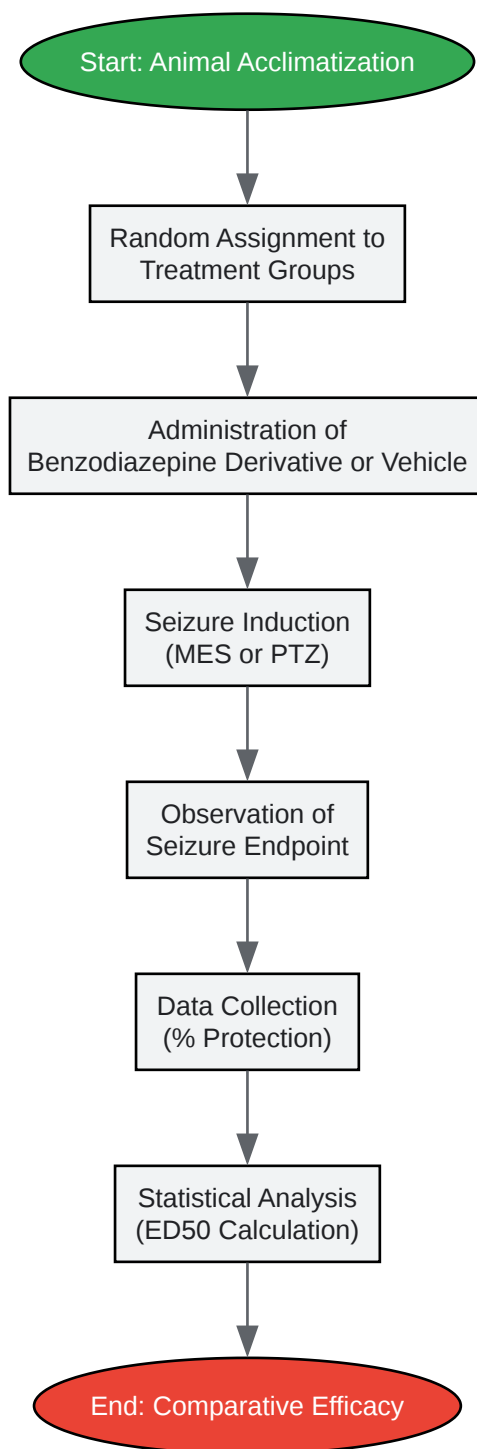 Start: Animal Acclimatization
Random Assignment to
Treatment Groups
Administration of
Benzodiazepine Derivative or Vehicle
Seizure Induction
(MES or PTZ)
Observation of
Seizure Endpoint
Data Collection
(% Protection)
Statistical Analysis
(ED50 Calculation)
End: Comparative Efficacy